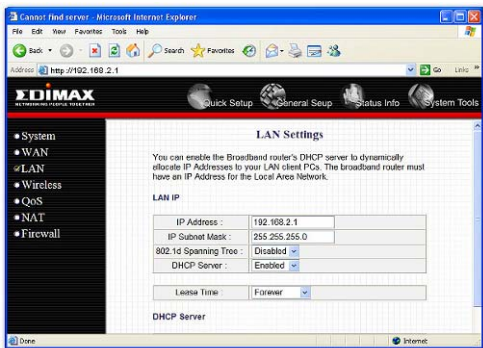 Cannot find server - Microsoft Internet Explorer
File Edit View Favorites Tools Help
Back Search Favorites
Address http://192.168.2.1 Go Links
EDIMAX
NETWORKING PEOPLE TOGETHER
Quick Setup General Seup Status Info System Tools
System
WAN
LAN
Wireless
QoS
NAT
Firewall
LAN Settings
You can enable the Broadband router's DHCP server to dynamically
allocate IP Addresses to your LAN client PCs. The broadband router must
have an IP Address for the Local Area Network.
LAN IP
IP Address : 192.168.2.1
IP Subnet Mask : 255.255.255.0
802.1d Spanning Tree : Disabled
DHCP Server : Enabled
Lease Time : Forever
DHCP Server
Done Internet